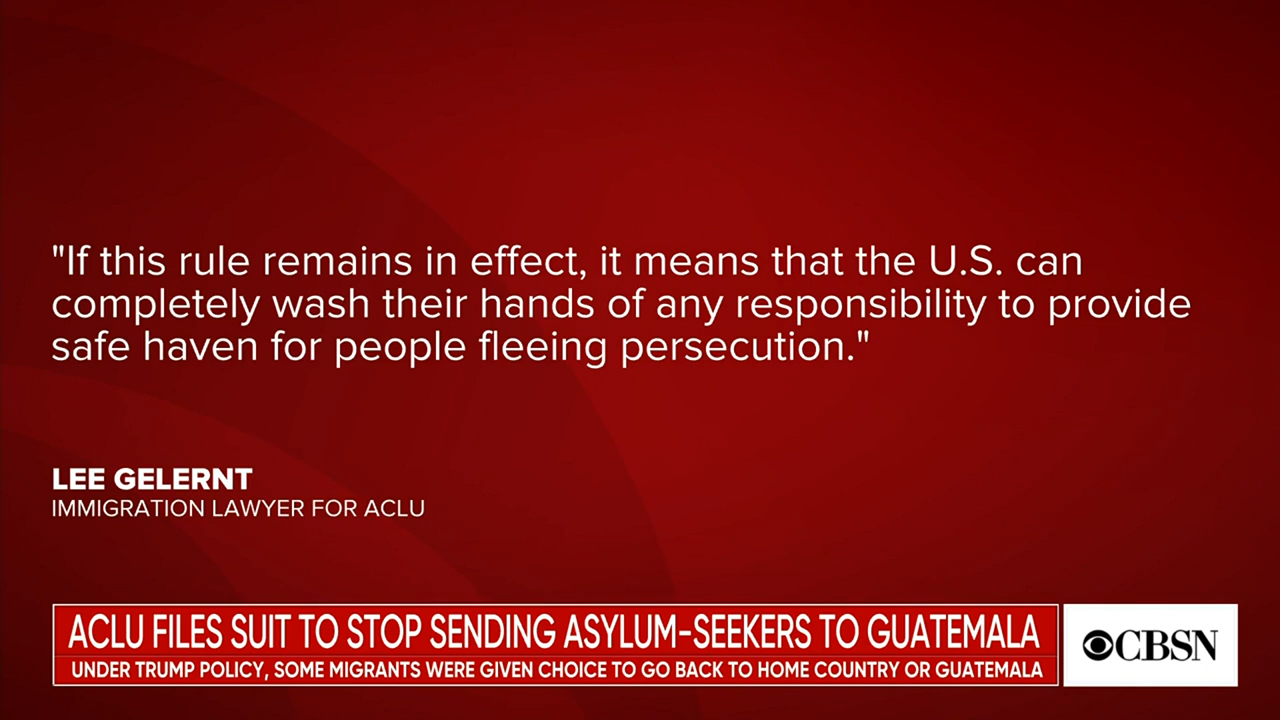 "If this rule remains in effect, it means that the U.S. can
completely wash their hands of any responsibility to provide
safe haven for people fleeing persecution."
LEE GELERNT
IMMIGRATION LAWYER FOR ACLU
ACLU FILES SUIT TO STOP SENDING ASYLUM-SEEKERS TO GUATEMALA
UNDER TRUMP POLICY, SOME MIGRANTS WERE GIVEN CHOICE TO GO BACK TO HOME COUNTRY OR GUATEMALA
CBSN